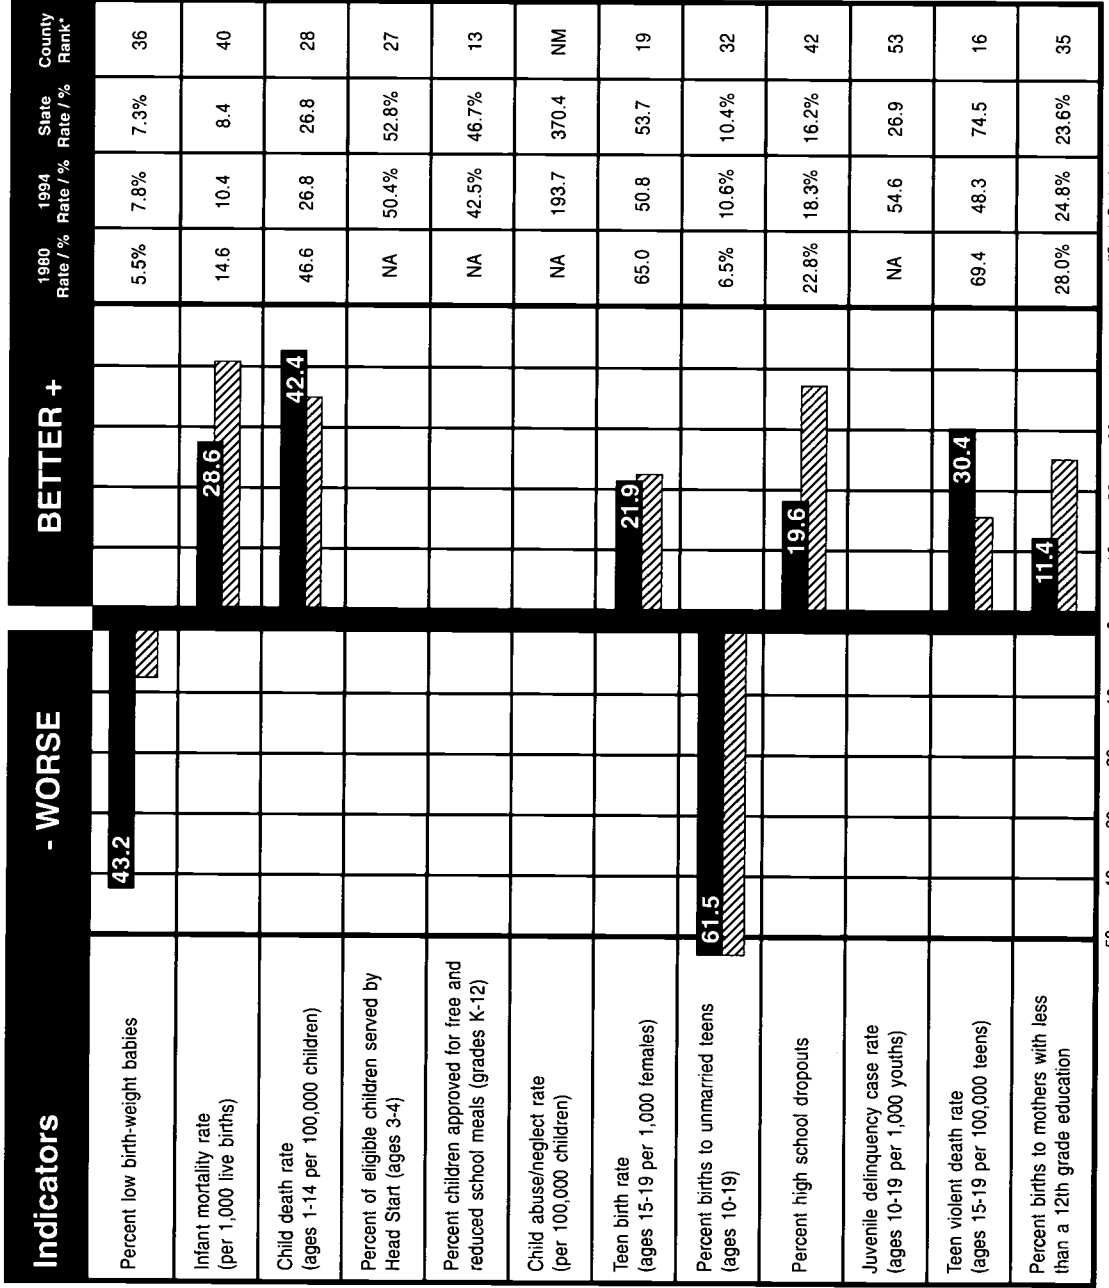 Indicators
- WORSE
BETTER +
1980
Rate / %
1994
Rate / %
State
Rate / %
County
Rank*
Percent low birth-weight babies
43.2
5.5%
7.8%
7.3%
36
Infant mortality rate
(per 1,000 live births)
28.6
14.6
10.4
8.4
40
Child death rate
(ages 1-14 per 100,000 children)
42.4
46.6
26.8
26.8
28
Percent of eligible children served by
Head Start (ages 3-4)
NA
50.4%
52.8%
27
Percent children approved for free and
reduced school meals (grades K-12)
NA
42.5%
46.7%
13
Child abuse/neglect rate
(per 100,000 children)
NA
193.7
370.4
NM
Teen birth rate
(ages 15-19 per 1,000 females)
21.9
65.0
50.8
53.7
19
Percent births to unmarried teens
(ages 10-19)
61.5
6.5%
10.6%
10.4%
32
Percent high school dropouts
19.6
22.8%
18.3%
16.2%
42
Juvenile delinquency case rate
(ages 10-19 per 1,000 youths)
NA
54.6
26.9
53
Teen violent death rate
(ages 15-19 per 100,000 teens)
30.4
69.4
48.3
74.5
16
Percent births to mothers with less
than a 12th grade education
11.4
28.0%
24.8%
23.6%
35